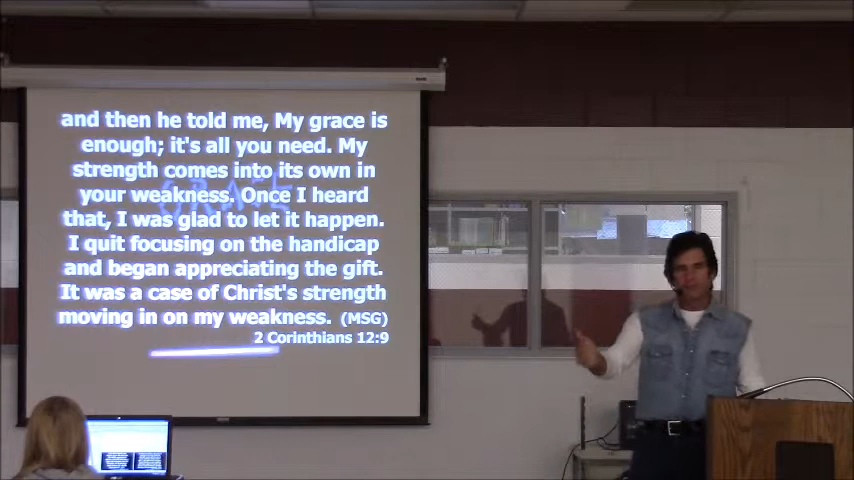 and then he told me, My grace is
enough; it's all you need. My
strength comes into its own in
your weakness. Once I heard
that, I was glad to let it happen.
I quit focusing on the handicap
and began appreciating the gift.
It was a case of Christ's strength
moving in on my weakness. (MSG)
2 Corinthians 12:9
GRACE